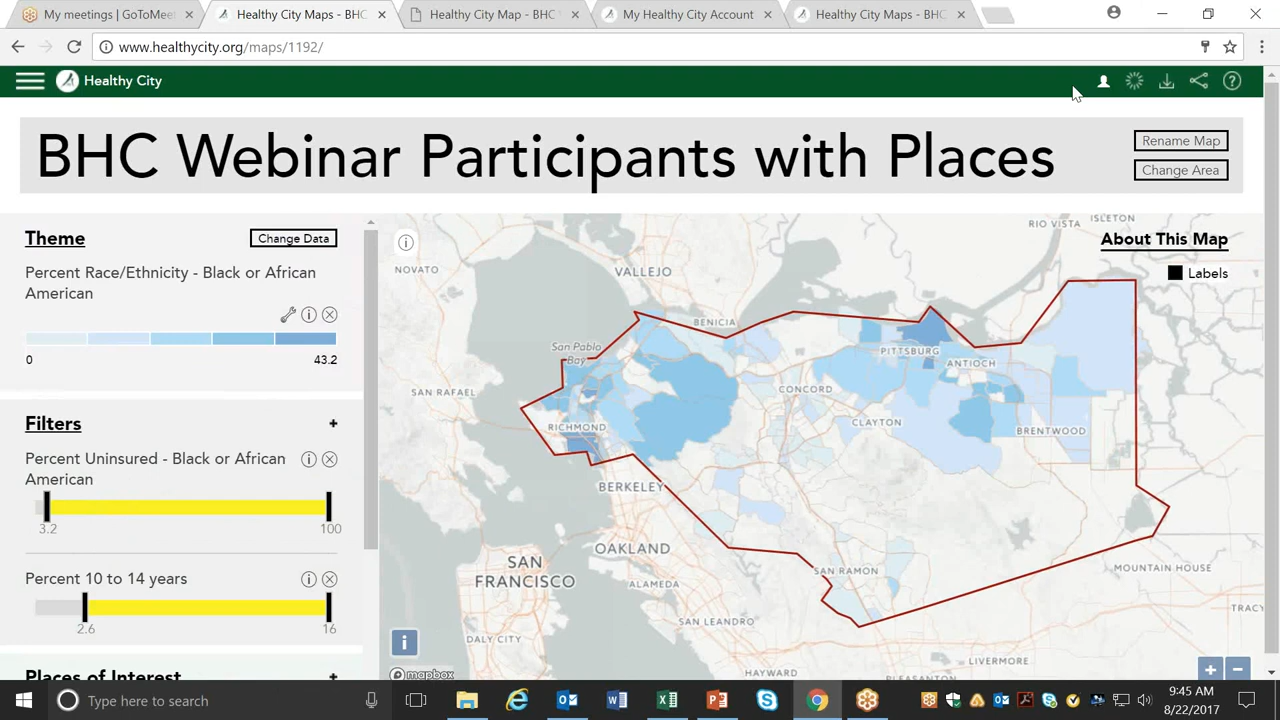 My meetings | GoToMeet
Healthy City Maps - BHC
Healthy City Map - BHC
My Healthy City Account
Healthy City Maps - BHC
www.healthycity.org/maps/1192/
Healthy City
BHC Webinar Participants with Places
Rename Map
Change Area
Theme
Change Data
Percent Race/Ethnicity - Black or African
American
0
43.2
Filters
+
Percent Uninsured - Black or African
American
3.2
100
Percent 10 to 14 years
2.6
16
Places of Interest
+
About This Map
Labels
ISLETON
RIO VISTA
NOVATO
VALLEJO
BENICIA
San Pablo
Bay
PITTSBURG
ANTIOCH
SAN RAFAEL
CONCORD
RICHMOND
CLAYTON
BRENTWOOD
BERKELEY
OAKLAND
SAN
FRANCISCO
ALAMEDA
SAN RAMON
MOUNTAIN HOUSE
TRACY
SAN LEANDRO
DALY CITY
LIVERMORE
HAYWARD
PLEASANTON
mapbox
Type here to search
9:45 AM
8/22/2017